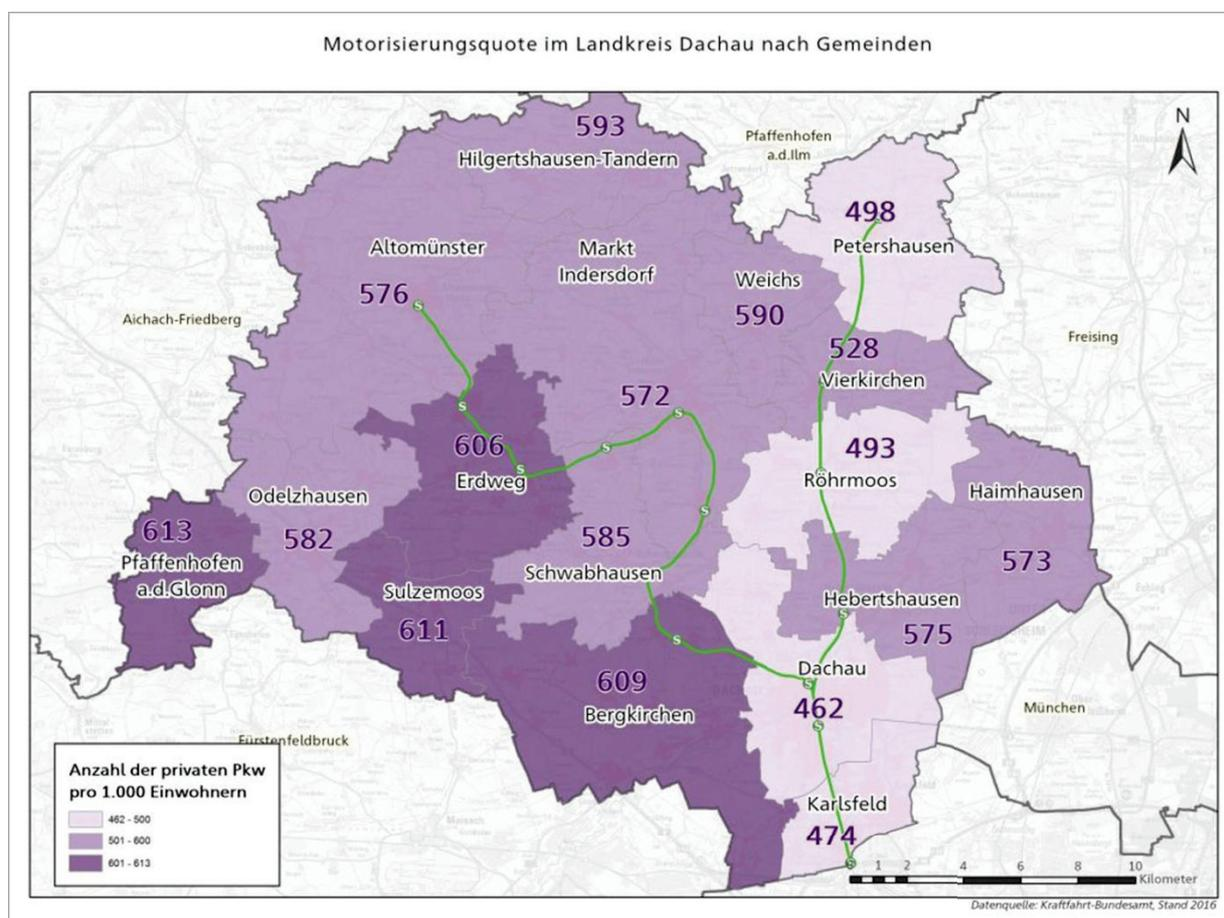 Motorisierungsquote im Landkreis Dachau nach Gemeinden
N
593
Hilgertshausen-Tandern
Pfaffenhofen
a.d.Ilm
498
Petershausen
Altomünster
576
Markt
Indersdorf
Weichs
590
Aichach-Friedberg
Freising
528
Vierkirchen
572
606
Erdweg
493
Röhrmoos
Haimhausen
573
Odelzhausen
582
613
Pfaffenhofen
a.d.Glonn
585
Schwabhausen
Sulzemoos
611
Hebertshausen
575
609
Bergkirchen
Dachau
462
München
Fürstenfeldbruck
Karlsfeld
474
Anzahl der privaten Pkw
pro 1.000 Einwohnern
462 - 500
501 - 600
601 - 613
1 2 4 6 8 10
Kilometer
Datenquelle: Kraftfahrt-Bundesamt, Stand 2016